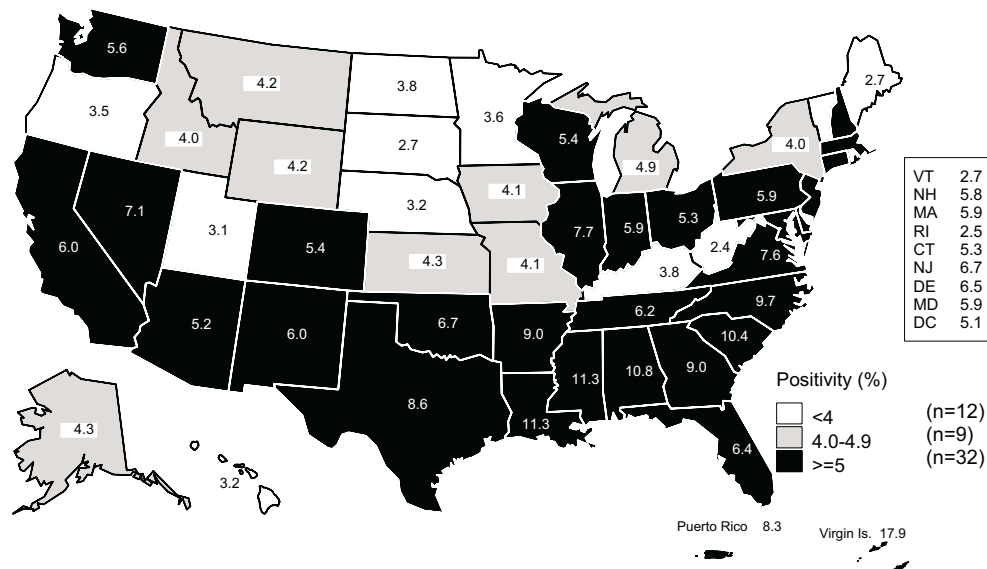 5.6
4.2
3.8
3.6
2.7
3.5
4.0
4.2
2.7
5.4
4.9
4.0
7.1
3.1
3.2
4.1
7.7
5.9
5.3
5.9
6.0
5.4
4.3
4.1
3.8
2.4
7.6
5.2
6.0
6.7
9.0
6.2
9.7
8.6
11.3
11.3
10.8
9.0
10.4
6.4
4.3
3.2
VT 2.7
NH 5.8
MA 5.9
RI 2.5
CT 5.3
NJ 6.7
DE 6.5
MD 5.9
DC 5.1
Positivity (%)
<4 (n=12)
4.0-4.9 (n=9)
>=5 (n=32)
Puerto Rico 8.3
Virgin Is. 17.9